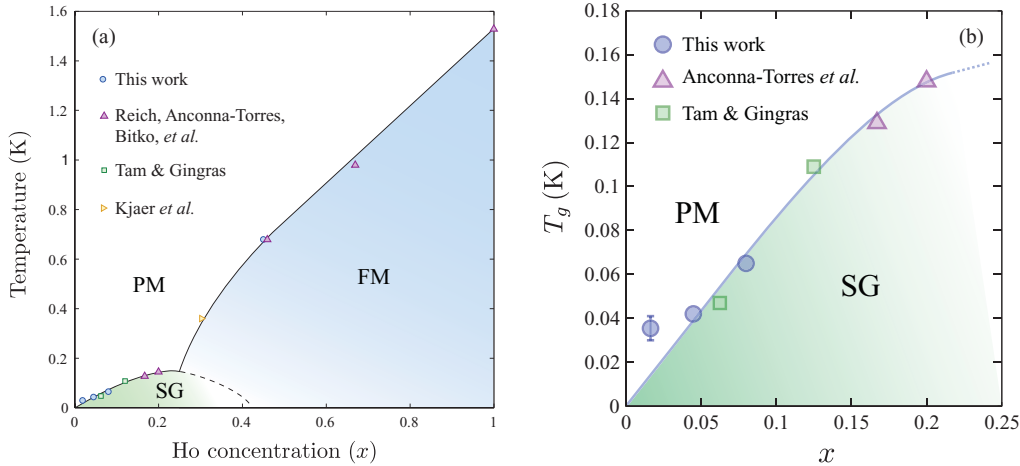 (a)
This work
Reich, Anconna-Torres,
Bitko, et al.
Tam & Gingras
Kjaer et al.
PM
FM
SG
Temperature (K)
1.6
1.4
1.2
1
0.8
0.6
0.4
0.2
0
0
0.2
0.4
0.6
0.8
1
Ho concentration (x)
(b)
This work
Anconna-Torres et al.
Tam & Gingras
PM
SG
T_g (K)
0.18
0.16
0.14
0.12
0.1
0.08
0.06
0.04
0.02
0
0
0.05
0.1
0.15
0.2
0.25
x